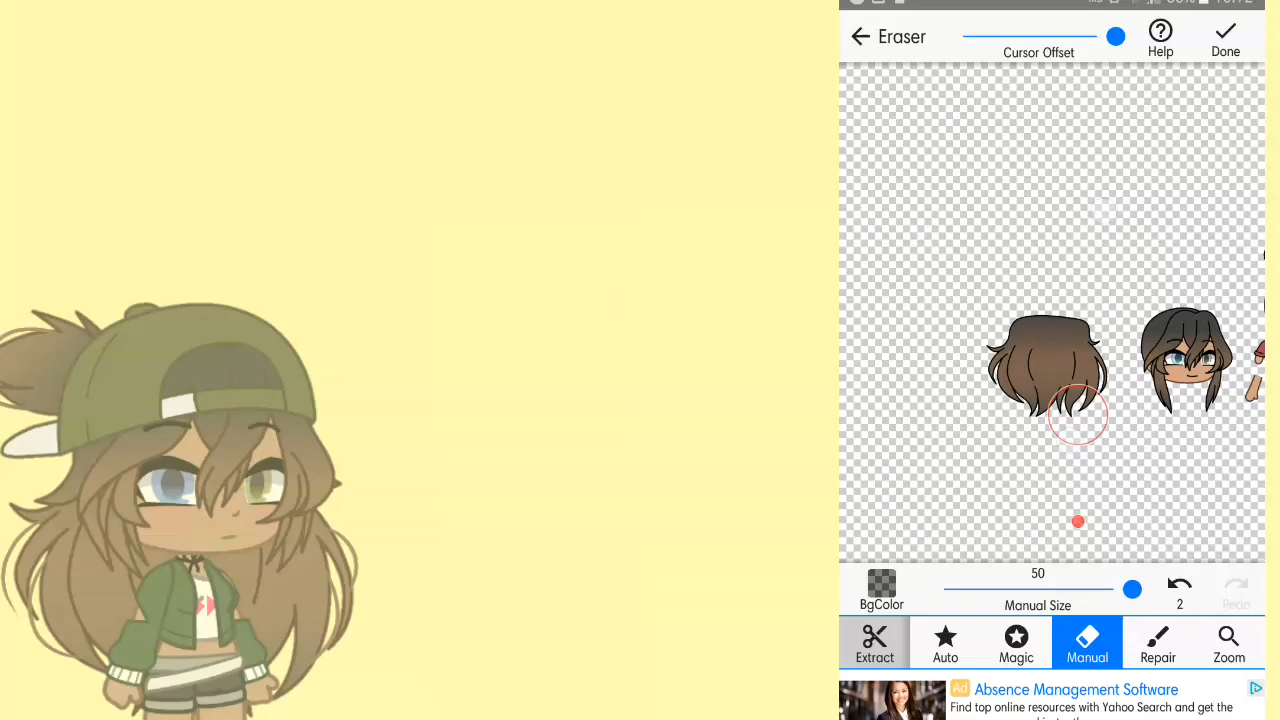 Eraser
Cursor Offset
Help
Done
50
BgColor
Manual Size
2
Redo
Extract
Auto
Magic
Manual
Repair
Zoom
Ad Absence Management Software
Find top online resources with Yahoo Search and get the